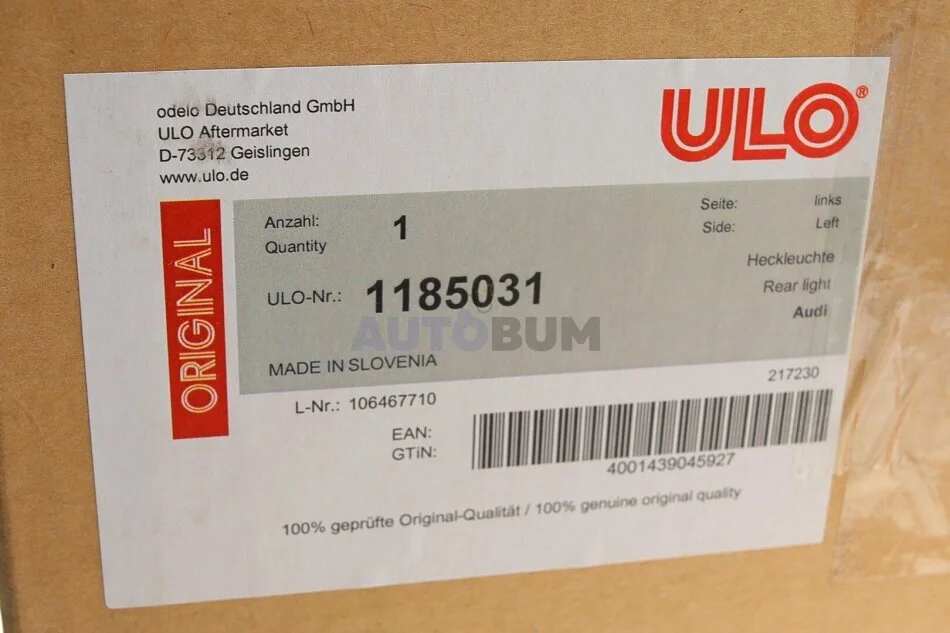 odelo Deutschland GmbH
ULO Aftermarket
D-73312 Geislingen
www.ulo.de
ULO®
ORIGINAL
Anzahl: 1
Quantity
Seite: links
Side: Left
Heckleuchte
Rear light
Audi
ULO-Nr.: 1185031
AUTOBUM
MADE IN SLOVENIA
217230
L-Nr.: 106467710
EAN:
GTiN:
4001439045927
100% geprüfte Original-Qualität / 100% genuine original quality